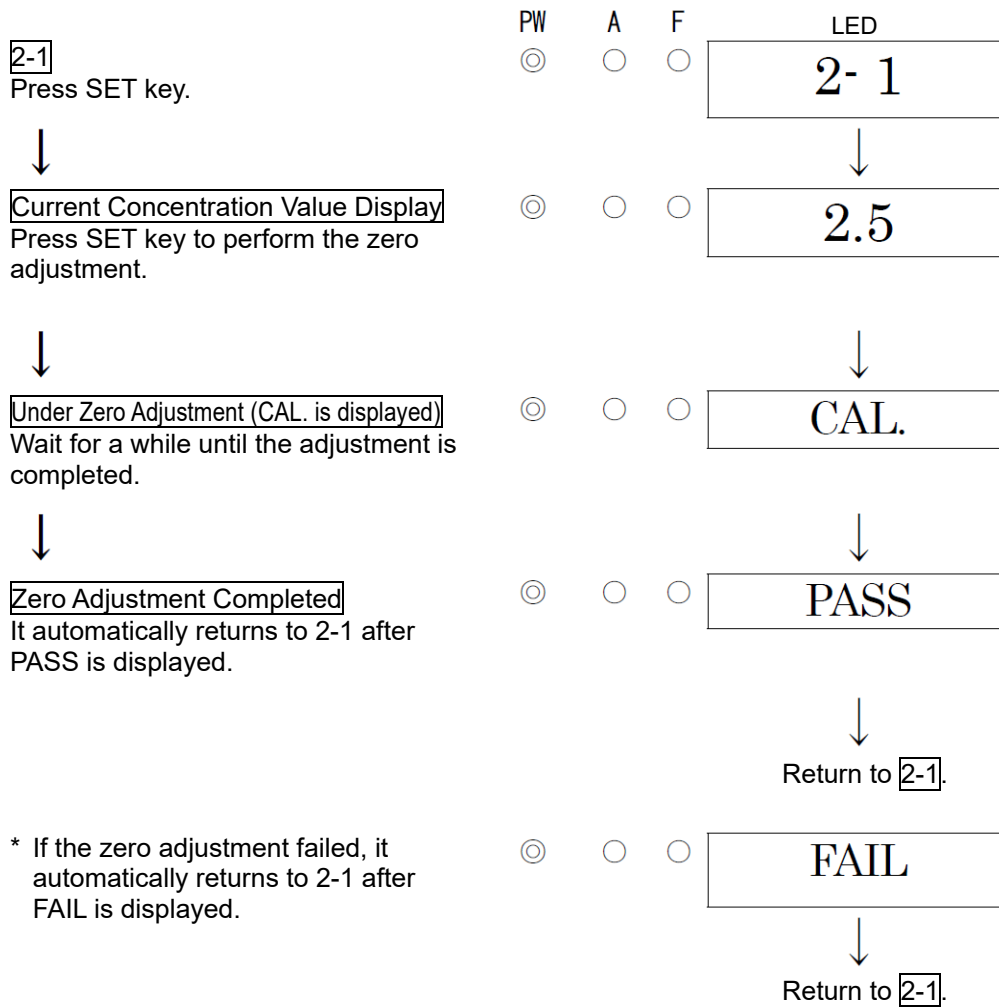 PW A F LED
2-1
Press SET key.
2- 1
Current Concentration Value Display
Press SET key to perform the zero
adjustment.
2.5
Under Zero Adjustment (CAL. is displayed)
Wait for a while until the adjustment is
completed.
CAL.
Zero Adjustment Completed
It automatically returns to 2-1 after
PASS is displayed.
PASS
Return to 2-1.
* If the zero adjustment failed, it
automatically returns to 2-1 after
FAIL is displayed.
FAIL
Return to 2-1.